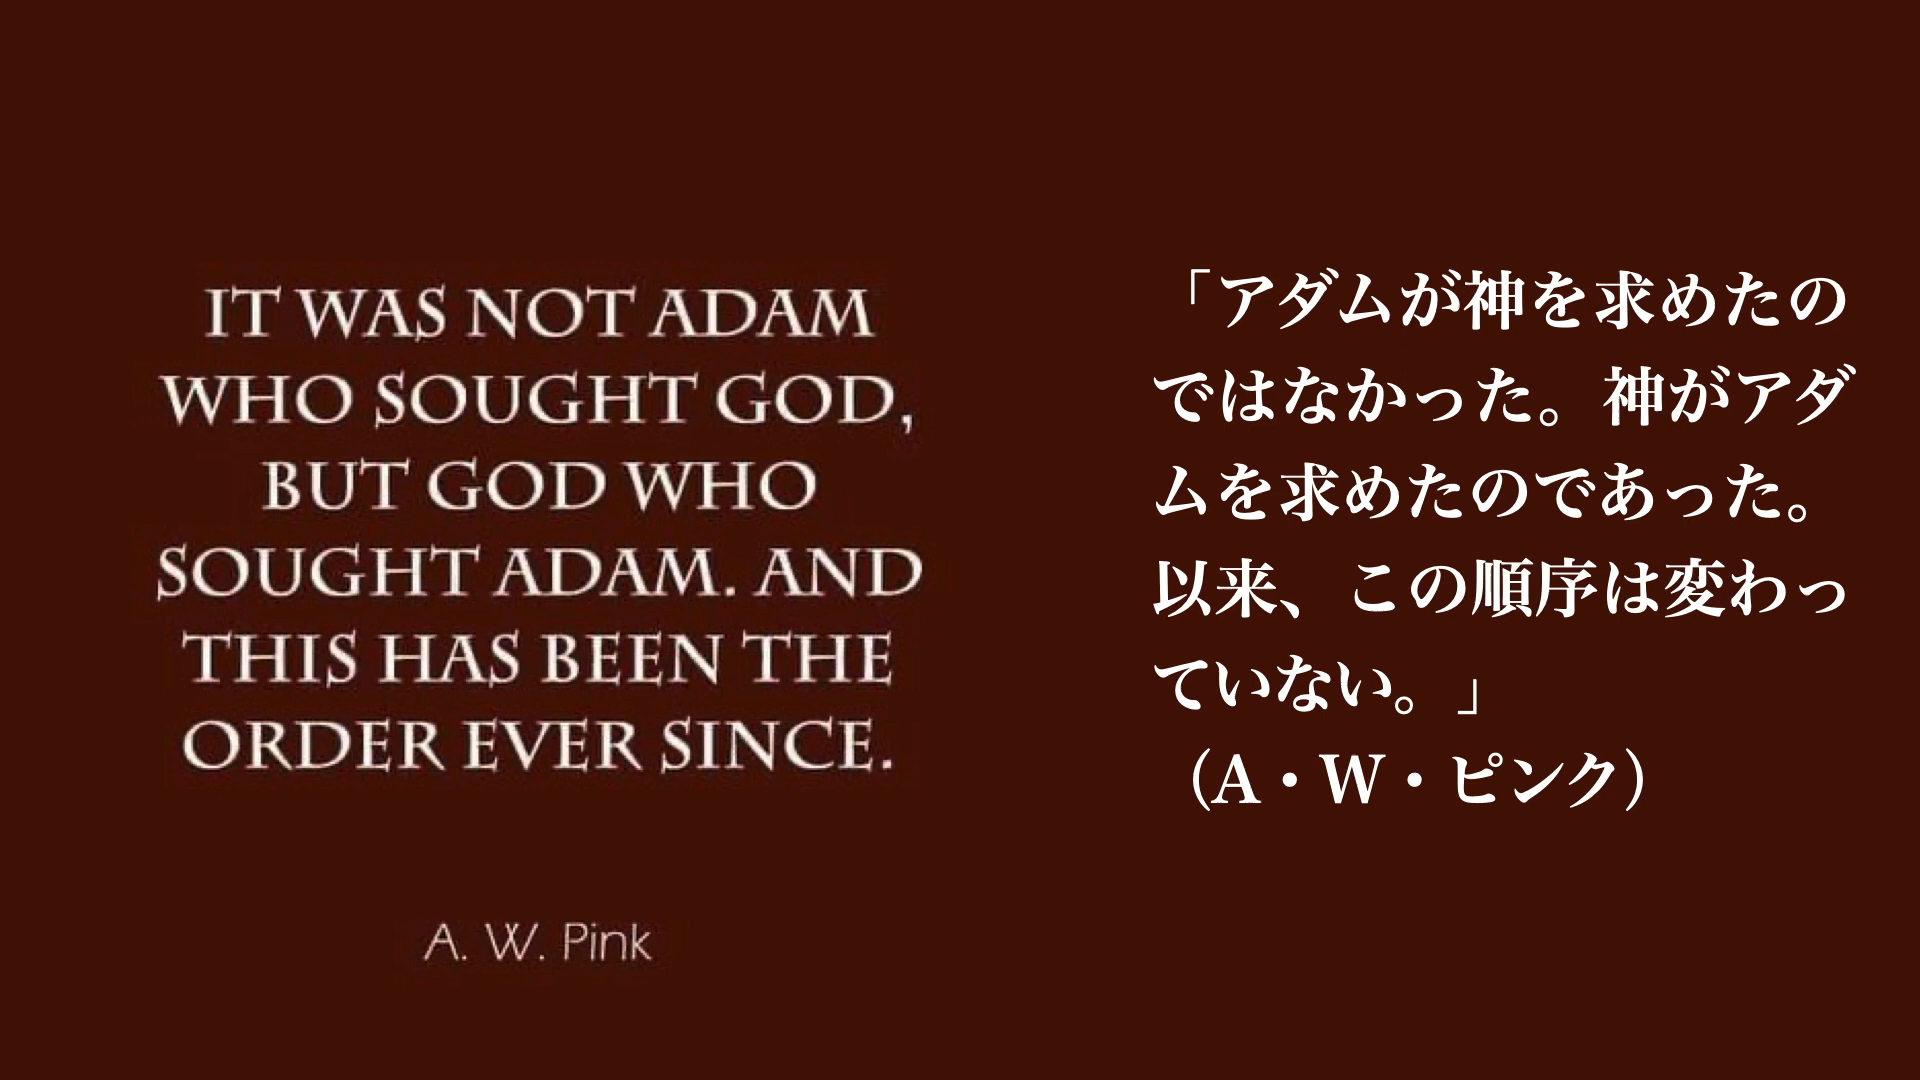 IT WAS NOT ADAM
WHO SOUGHT GOD,
BUT GOD WHO
SOUGHT ADAM. AND
THIS HAS BEEN THE
ORDER EVER SINCE.
A. W. Pink
「アダムが神を求めたの
ではなかった。神がアダ
ムを求めたのであった。
以来、この順序は変わっ
ていない。」
（A・W・ピンク）